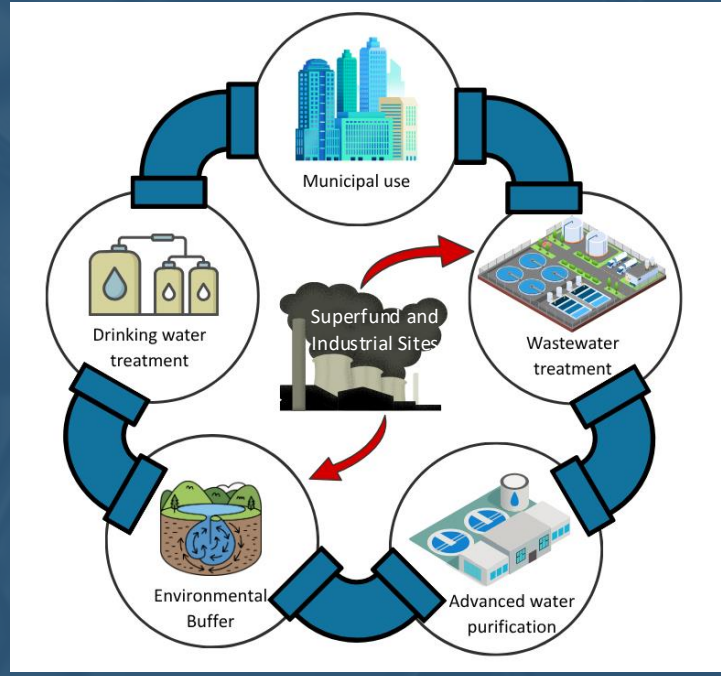 Municipal use
Drinking water
treatment
Superfund and
Industrial Sites
Wastewater
treatment
Environmental
Buffer
Advanced water
purification